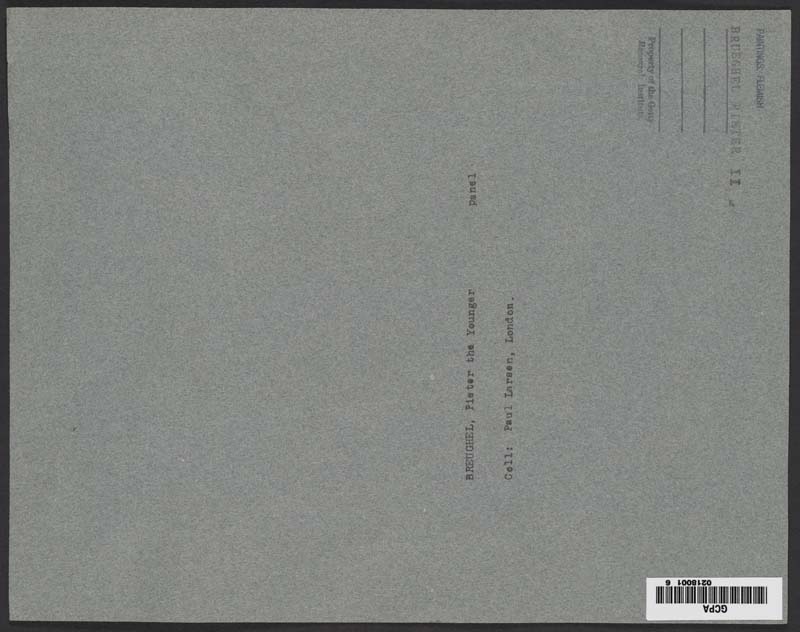 PAINTINGS, FLEMISH
BRUEGHEL PIETER II
Property of the Getty
Research Institute
BREUGHEL, Pieter the Younger panel
Coll: Paul Larsen, London.
GCPA
0218001 6